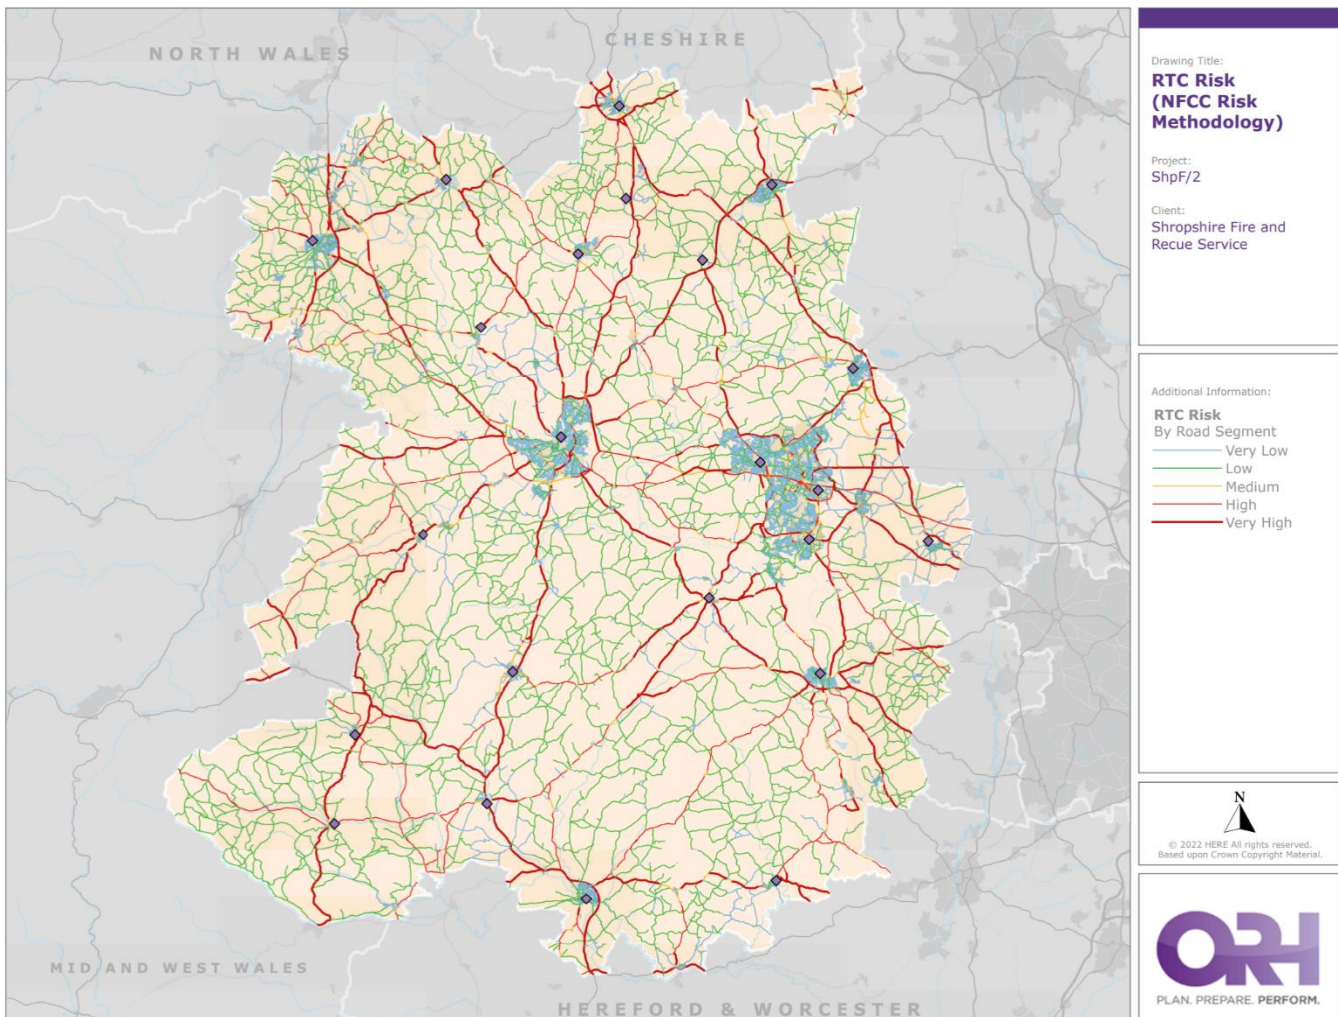 NORTH WALES
CHESHIRE
MID AND WEST WALES
HEREFORD & WORCESTER
Drawing Title:
RTC Risk
(NFCC Risk
Methodology)
Project:
ShpF/2
Client:
Shropshire Fire and
Recue Service
Additional Information:
RTC Risk
By Road Segment
Very Low
Low
Medium
High
Very High
N
© 2022 HERE All rights reserved.
Based upon Crown Copyright Material.
ORH
PLAN. PREPARE. PERFORM.